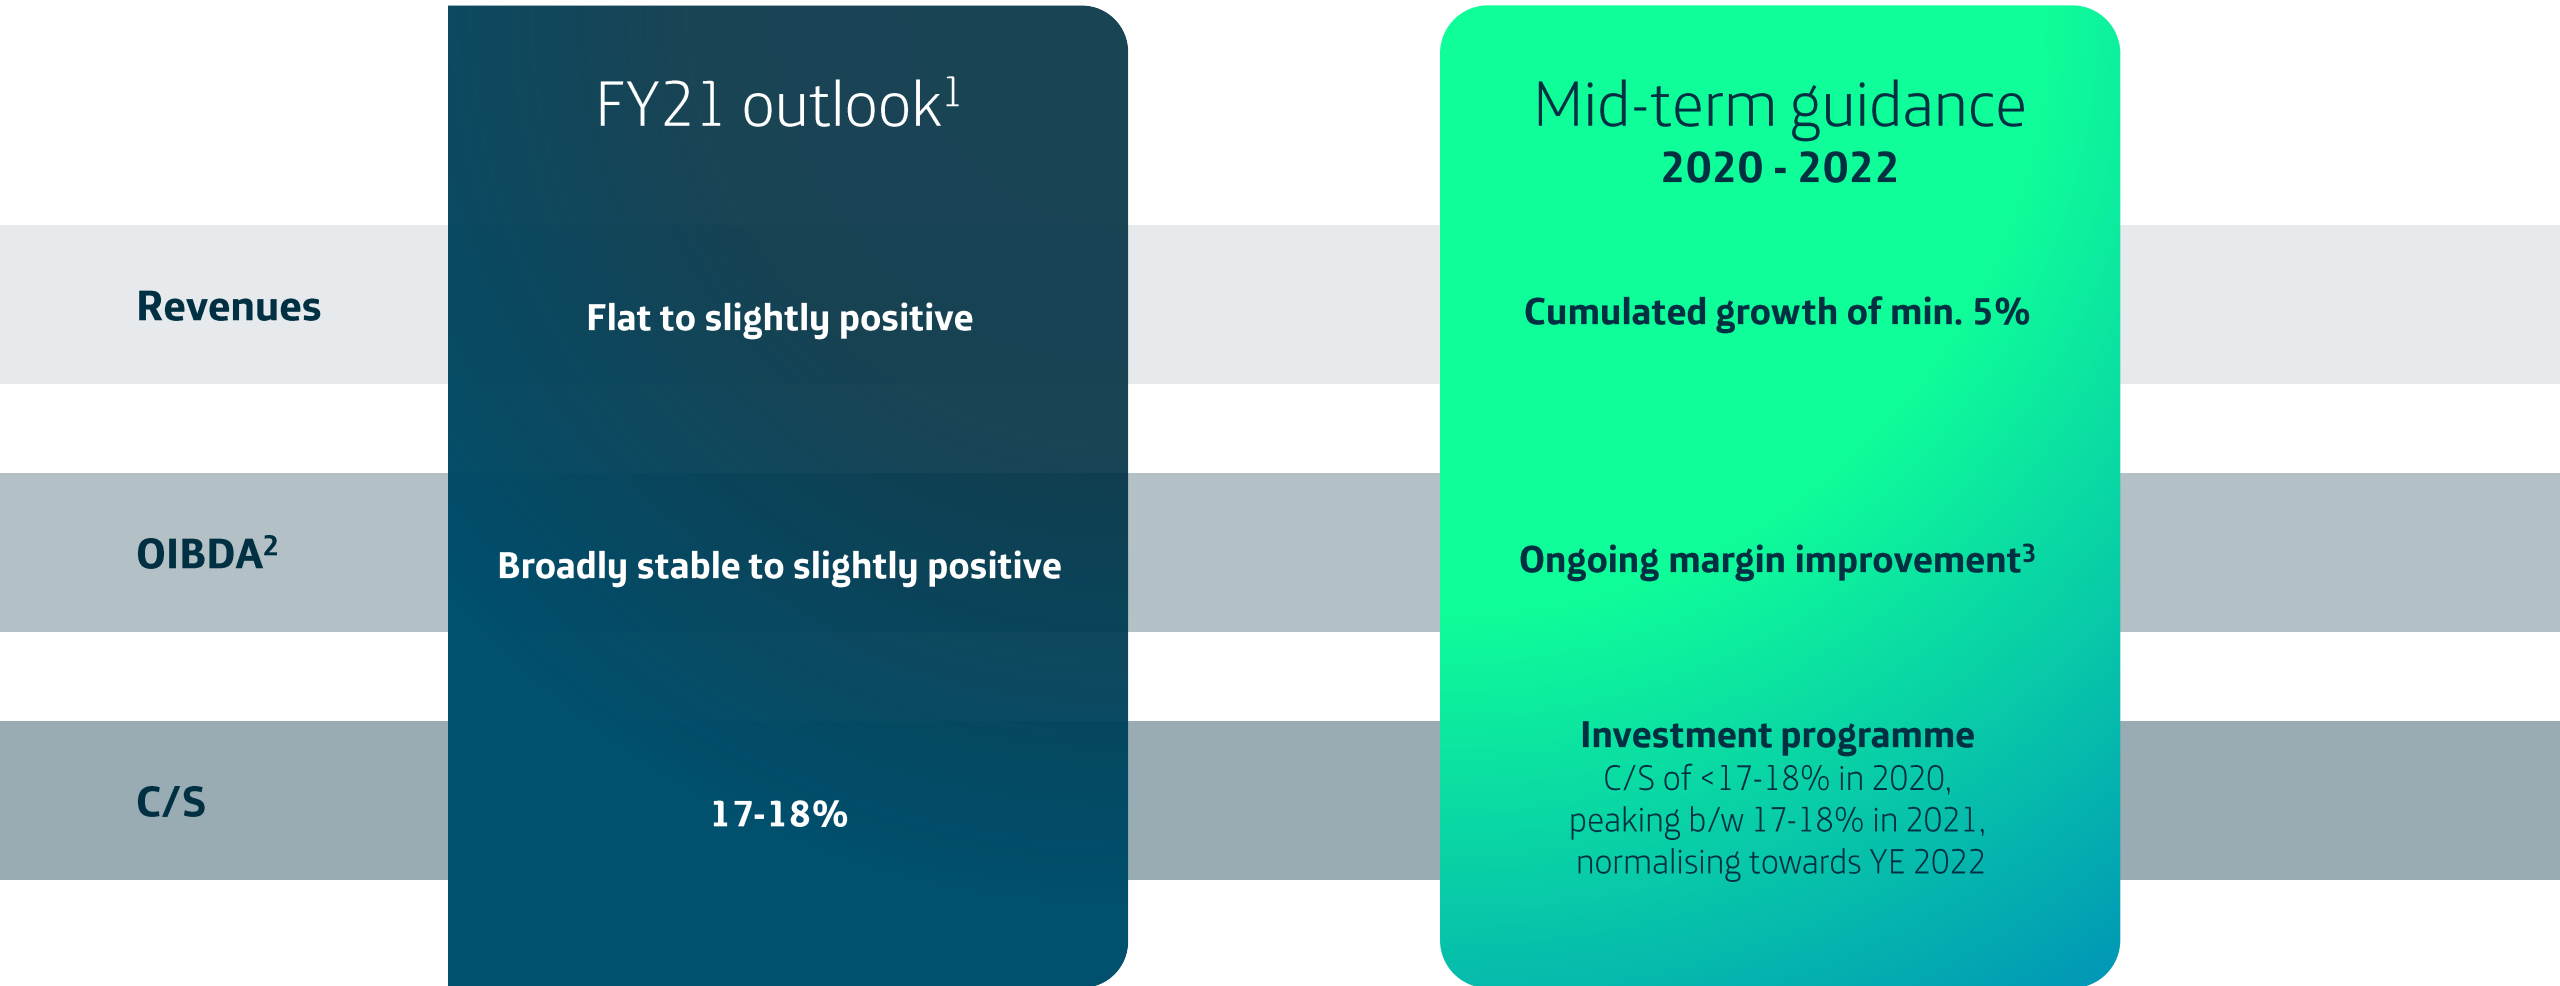 FY21 outlook¹
Mid-term guidance
2020 - 2022
Revenues
Flat to slightly positive
Cumulated growth of min. 5%
OIBDA²
Broadly stable to slightly positive
Ongoing margin improvement³
C/S
17-18%
Investment programme
C/S of <17-18% in 2020,
peaking b/w 17-18% in 2021,
normalising towards YE 2022